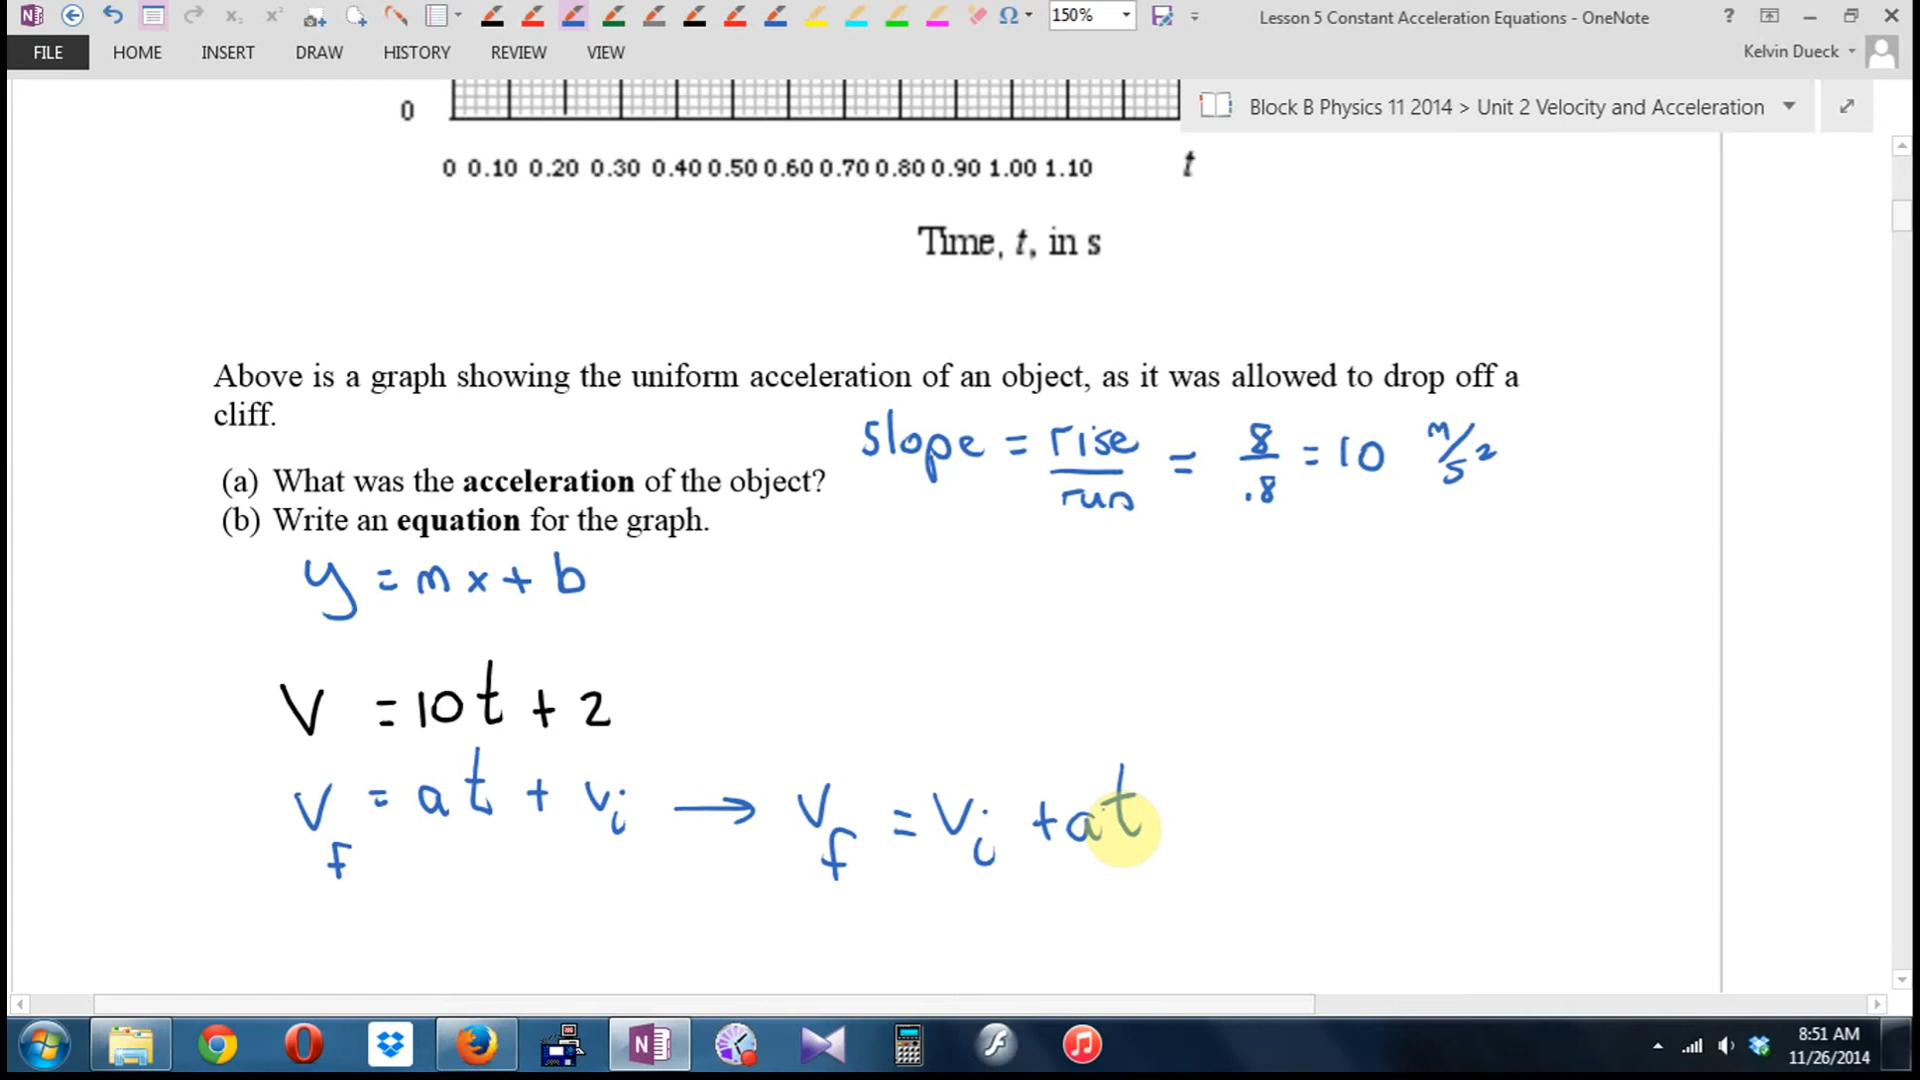 150%
Lesson 5 Constant Acceleration Equations - OneNote
FILE HOME INSERT DRAW HISTORY REVIEW VIEW
Kelvin Dueck
Block B Physics 11 2014 > Unit 2 Velocity and Acceleration
0
0 0.10 0.20 0.30 0.40 0.50 0.60 0.70 0.80 0.90 1.00 1.10 t
Time, t, in s
Above is a graph showing the uniform acceleration of an object, as it was allowed to drop off a
cliff.
slope = rise/run = 8/.8 = 10 m/s²
(a) What was the acceleration of the object?
(b) Write an equation for the graph.
y = mx + b
V = 10t + 2
V_f = at + v_i → V_f = V_i + at
8:51 AM
11/26/2014